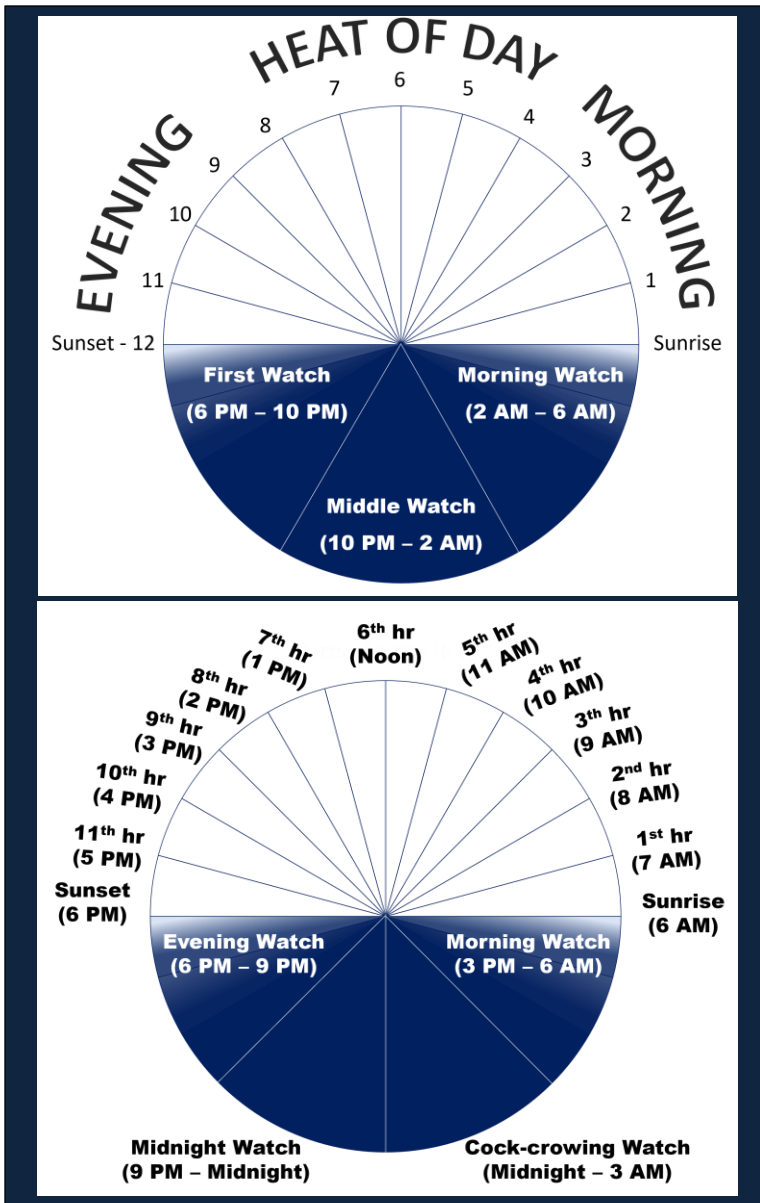 HEAT OF DAY
EVENING
MORNING
6
7
5
8
4
9
3
10
2
11
1
Sunset - 12
Sunrise
First Watch
(6 PM – 10 PM)
Morning Watch
(2 AM – 6 AM)
Middle Watch
(10 PM – 2 AM)
6th hr
(Noon)
7th hr
(1 PM)
5th hr
(11 AM)
8th hr
(2 PM)
4th hr
(10 AM)
9th hr
(3 PM)
3th hr
(9 AM)
10th hr
(4 PM)
2nd hr
(8 AM)
11th hr
(5 PM)
1st hr
(7 AM)
Sunset
(6 PM)
Sunrise
(6 AM)
Evening Watch
(6 PM – 9 PM)
Morning Watch
(3 PM – 6 AM)
Midnight Watch
(9 PM – Midnight)
Cock-crowing Watch
(Midnight – 3 AM)